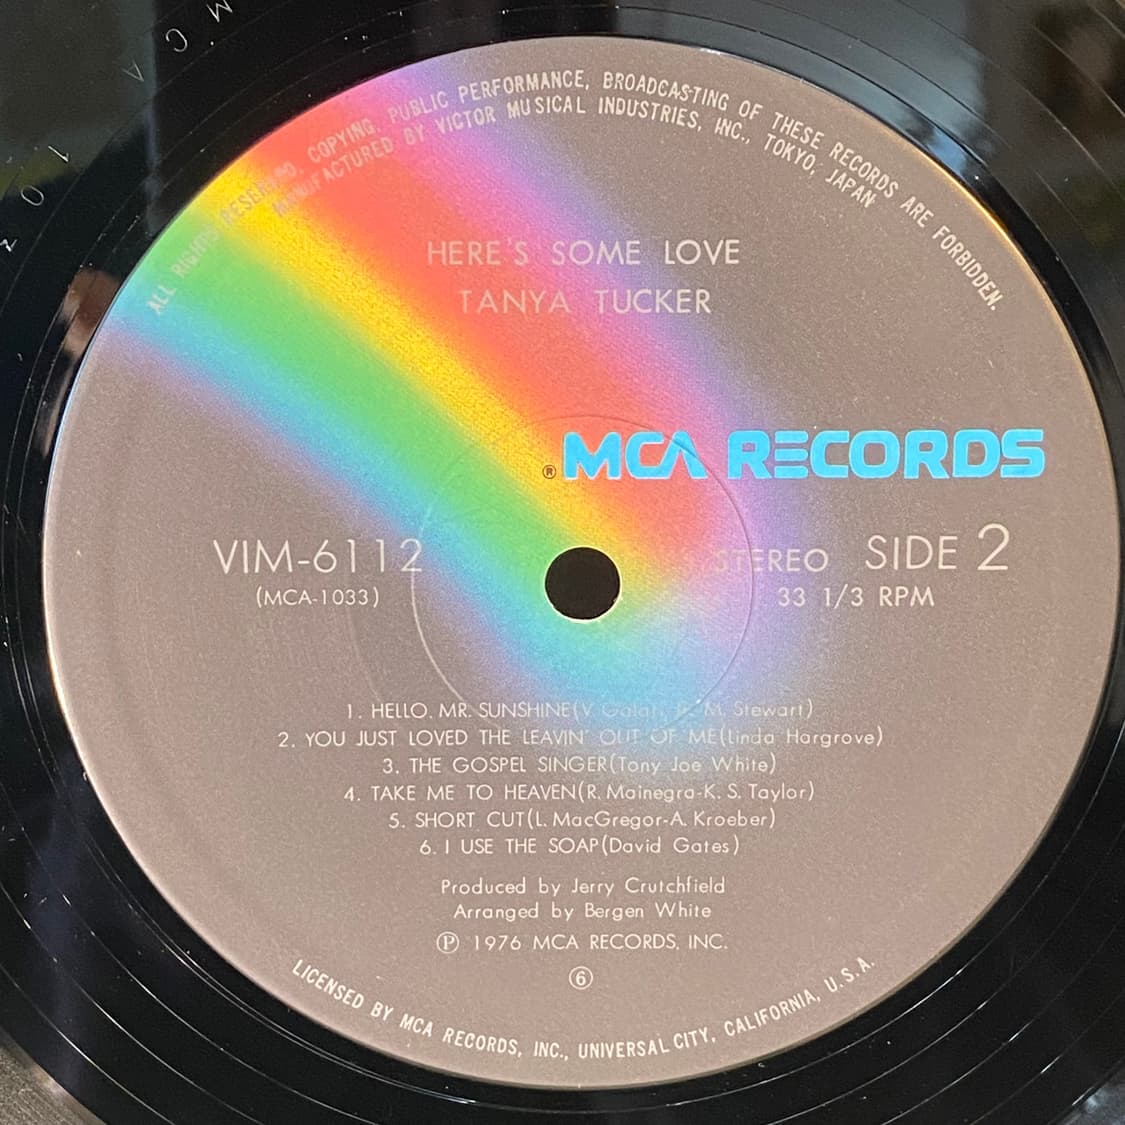 ALL RIGHTS RESERVED. COPYING, PUBLIC PERFORMANCE, BROADCASTING OF THESE RECORDS ARE FORBIDDEN.
MANUFACTURED BY VICTOR MUSICAL INDUSTRIES, INC., TOKYO, JAPAN
HERE'S SOME LOVE
TANYA TUCKER
® MCA RECORDS
VIM-6112
(MCA-1033)
STEREO SIDE 2
33 1/3 RPM
1. HELLO. MR. SUNSHINE(V M. Stewart)
2. YOU JUST LOVED THE LEAVIN' OUT OF ME(Linda Hargrove)
3. THE GOSPEL SINGER(Tony Joe White)
4. TAKE ME TO HEAVEN(R. Mainegra-K. S. Taylor)
5. SHORT CUT(L. MacGregor-A. Kroeber)
6. I USE THE SOAP(David Gates)
Produced by Jerry Crutchfield
Arranged by Bergen White
Ⓟ 1976 MCA RECORDS, INC.
⑥
LICENSED BY MCA RECORDS, INC., UNIVERSAL CITY, CALIFORNIA, U.S.A.